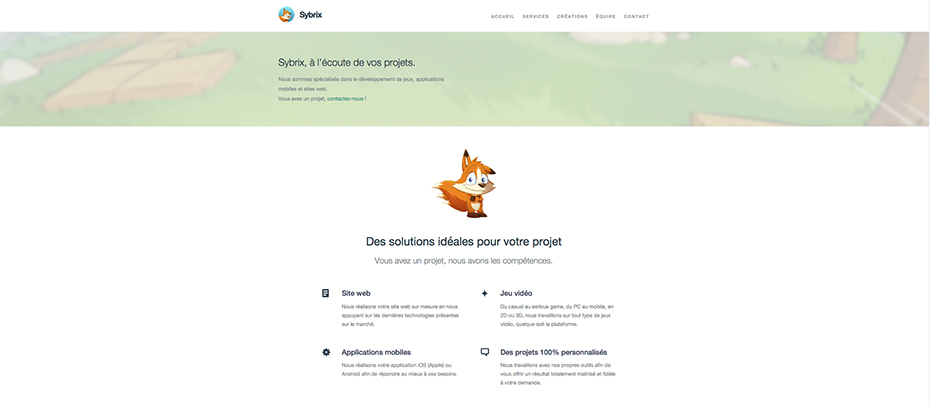 Sybrix
ACCUEIL SERVICES CRÉATIONS ÉQUIPE CONTACT
Sybrix, à l'écoute de vos projets.
Nous sommes spécialisés dans le développement de jeux, applications
mobiles et sites web.
Vous avez un projet, contactez-nous !
Des solutions idéales pour votre projet
Vous avez un projet, nous avons les compétences.
Site web
Nous réalisons votre site web sur mesure en nous
appuyant sur les dernières technologies présentes
sur le marché.
Jeu vidéo
Du casual au serious game, du PC au mobile, en
2D ou 3D, nous travaillons sur tout type de jeux
vidéo, quelque soit la plateforme.
Applications mobiles
Nous réalisons votre application iOS (Apple) ou
Android afin de répondre au mieux à vos besoins.
Des projets 100% personnalisés
Nous travaillons avec nos propres outils afin de
vous offrir un résultat totalement maitrisé et fidèle
à votre demande.